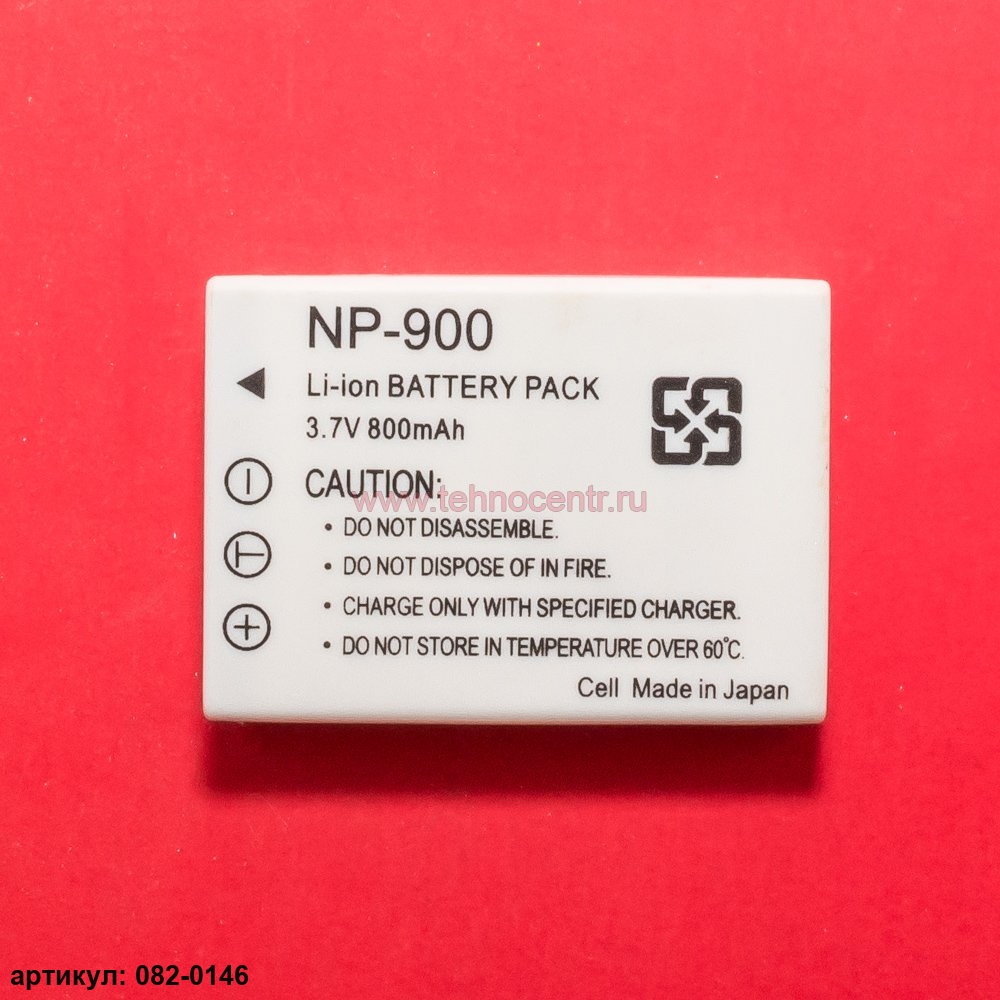 NP-900
Li-ion BATTERY PACK
3.7V 800mAh
CAUTION:
www.tehnocentr.ru
• DO NOT DISASSEMBLE.
• DO NOT DISPOSE OF IN FIRE.
• CHARGE ONLY WITH SPECIFIED CHARGER.
• DO NOT STORE IN TEMPERATURE OVER 60°C.
Cell Made in Japan
артикул: 082-0146